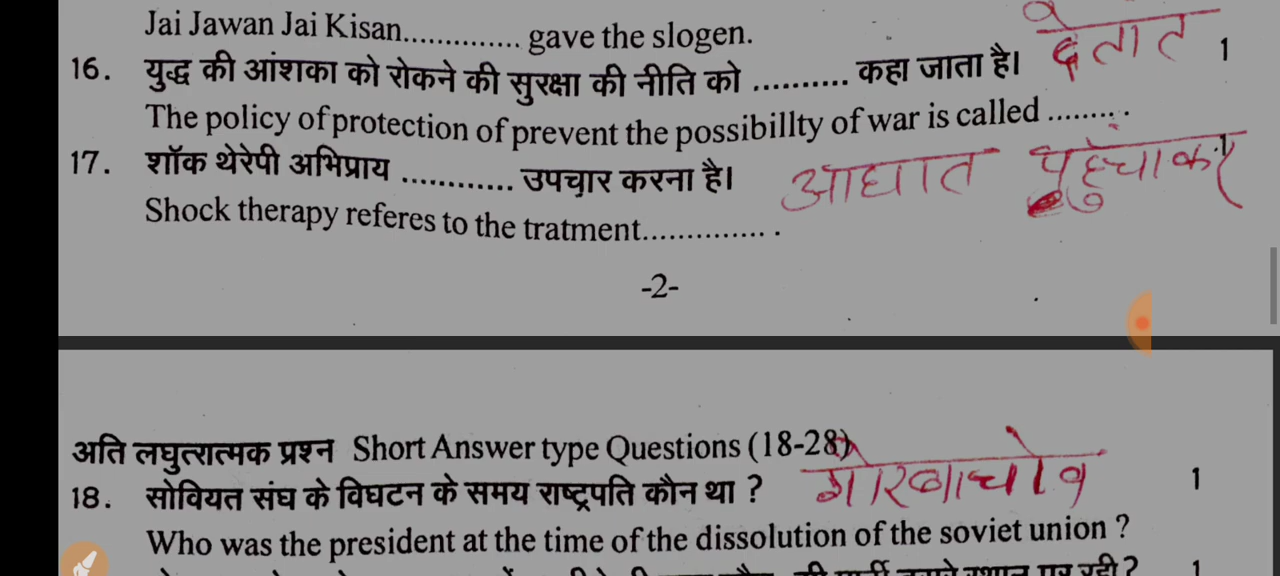 Jai Jawan Jai Kisan.............. gave the slogen.
16. युद्ध की आंशका को रोकने की सुरक्षा की नीति को .......... कहा जाता है। देतांत 1
The policy of protection of prevent the possibillty of war is called .........
17. शॉक थेरेपी अभिप्राय ............ उपचार करना है। आघात पहुंचाकर 1
Shock therapy referes to the tratment...............
-2-
अति लघुत्रात्मक प्रश्न Short Answer type Questions (18-28)
18. सोवियत संघ के विघटन के समय राष्ट्रपति कौन था ? गोरबाचोव 1
Who was the president at the time of the dissolution of the soviet union ?
1